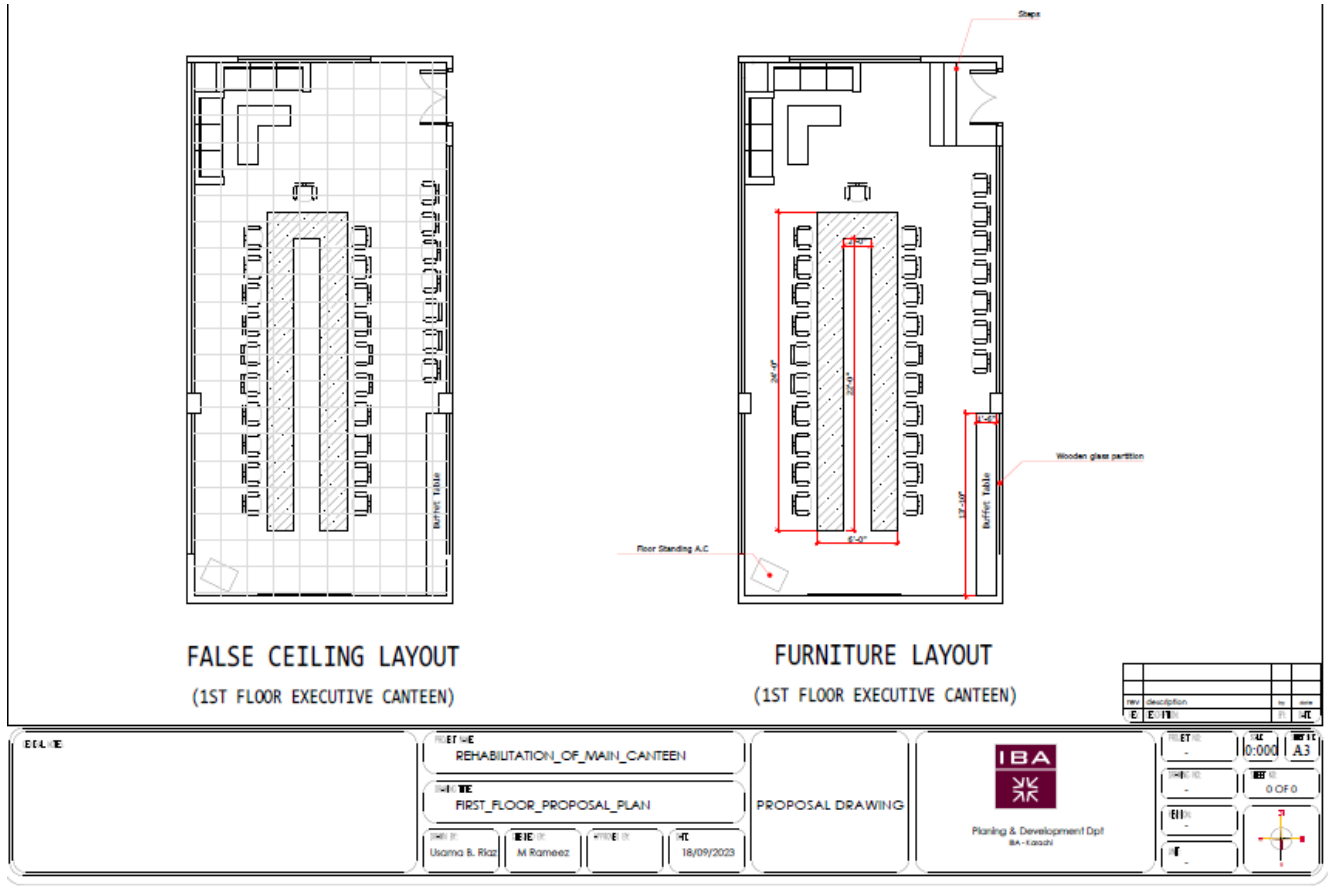 Steps
2'-0"
24'-0"
22'-0"
1'-6"
Wooden glass partition
13'-10"
Buffet Table
Buffet Table
6'-0"
Floor Standing A.C
FALSE CEILING LAYOUT
(1ST FLOOR EXECUTIVE CANTEEN)
FURNITURE LAYOUT
(1ST FLOOR EXECUTIVE CANTEEN)
rev description by date
REHABILITATION_OF_MAIN_CANTEEN
FIRST_FLOOR_PROPOSAL_PLAN
Usama B. Riaz
M Rameez
18/09/2023
PROPOSAL DRAWING
IBA
Planing & Development Dpt
IBA - Karachi
-
0:000
A3
-
0 OF 0
-
-